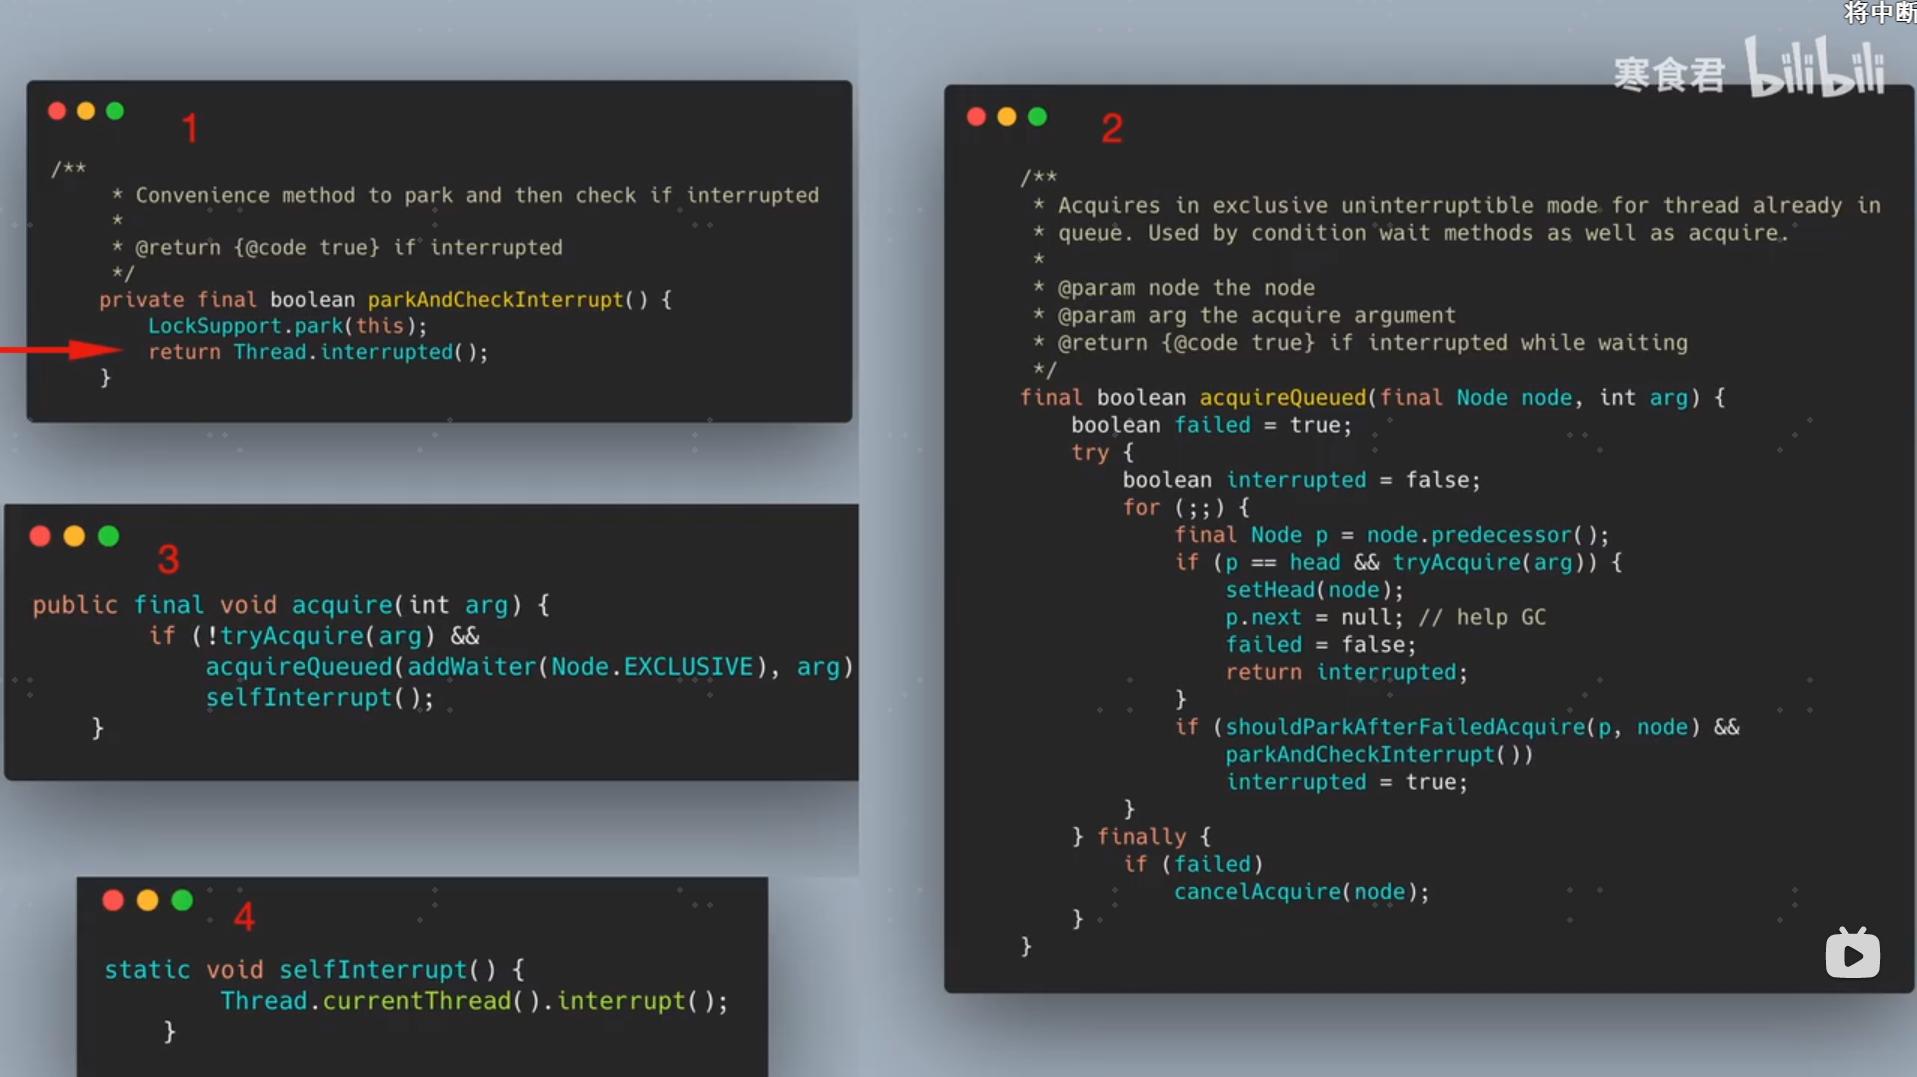 将中断
寒食君 bilibili
1
/**
* Convenience method to park and then check if interrupted
*
* @return {@code true} if interrupted
*/
private final boolean parkAndCheckInterrupt() {
LockSupport.park(this);
return Thread.interrupted();
}
3
public final void acquire(int arg) {
if (!tryAcquire(arg) &&
acquireQueued(addWaiter(Node.EXCLUSIVE), arg)
selfInterrupt();
}
4
static void selfInterrupt() {
Thread.currentThread().interrupt();
}
2
/**
* Acquires in exclusive uninterruptible mode for thread already in
* queue. Used by condition wait methods as well as acquire.
*
* @param node the node
* @param arg the acquire argument
* @return {@code true} if interrupted while waiting
*/
final boolean acquireQueued(final Node node, int arg) {
boolean failed = true;
try {
boolean interrupted = false;
for (;;) {
final Node p = node.predecessor();
if (p == head && tryAcquire(arg)) {
setHead(node);
p.next = null; // help GC
failed = false;
return interrupted;
}
if (shouldParkAfterFailedAcquire(p, node) &&
parkAndCheckInterrupt())
interrupted = true;
}
} finally {
if (failed)
cancelAcquire(node);
}
}